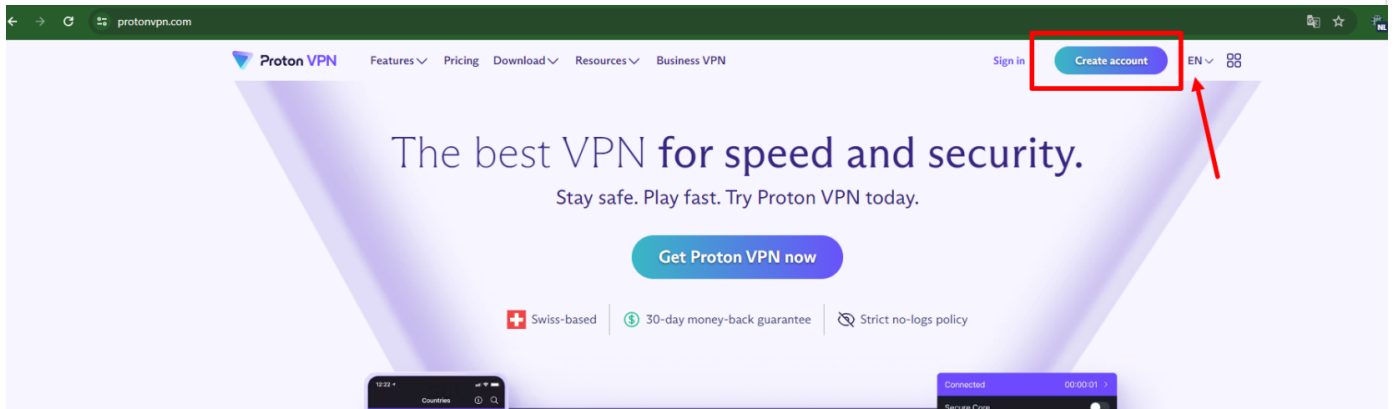 protonvpn.com
NL
Proton VPN Features Pricing Download Resources Business VPN Sign in Create account EN
The best VPN for speed and security.
Stay safe. Play fast. Try Proton VPN today.
Get Proton VPN now
Swiss-based 30-day money-back guarantee Strict no-logs policy
12:22
Countries
Connected 00:00:01
Secure Core